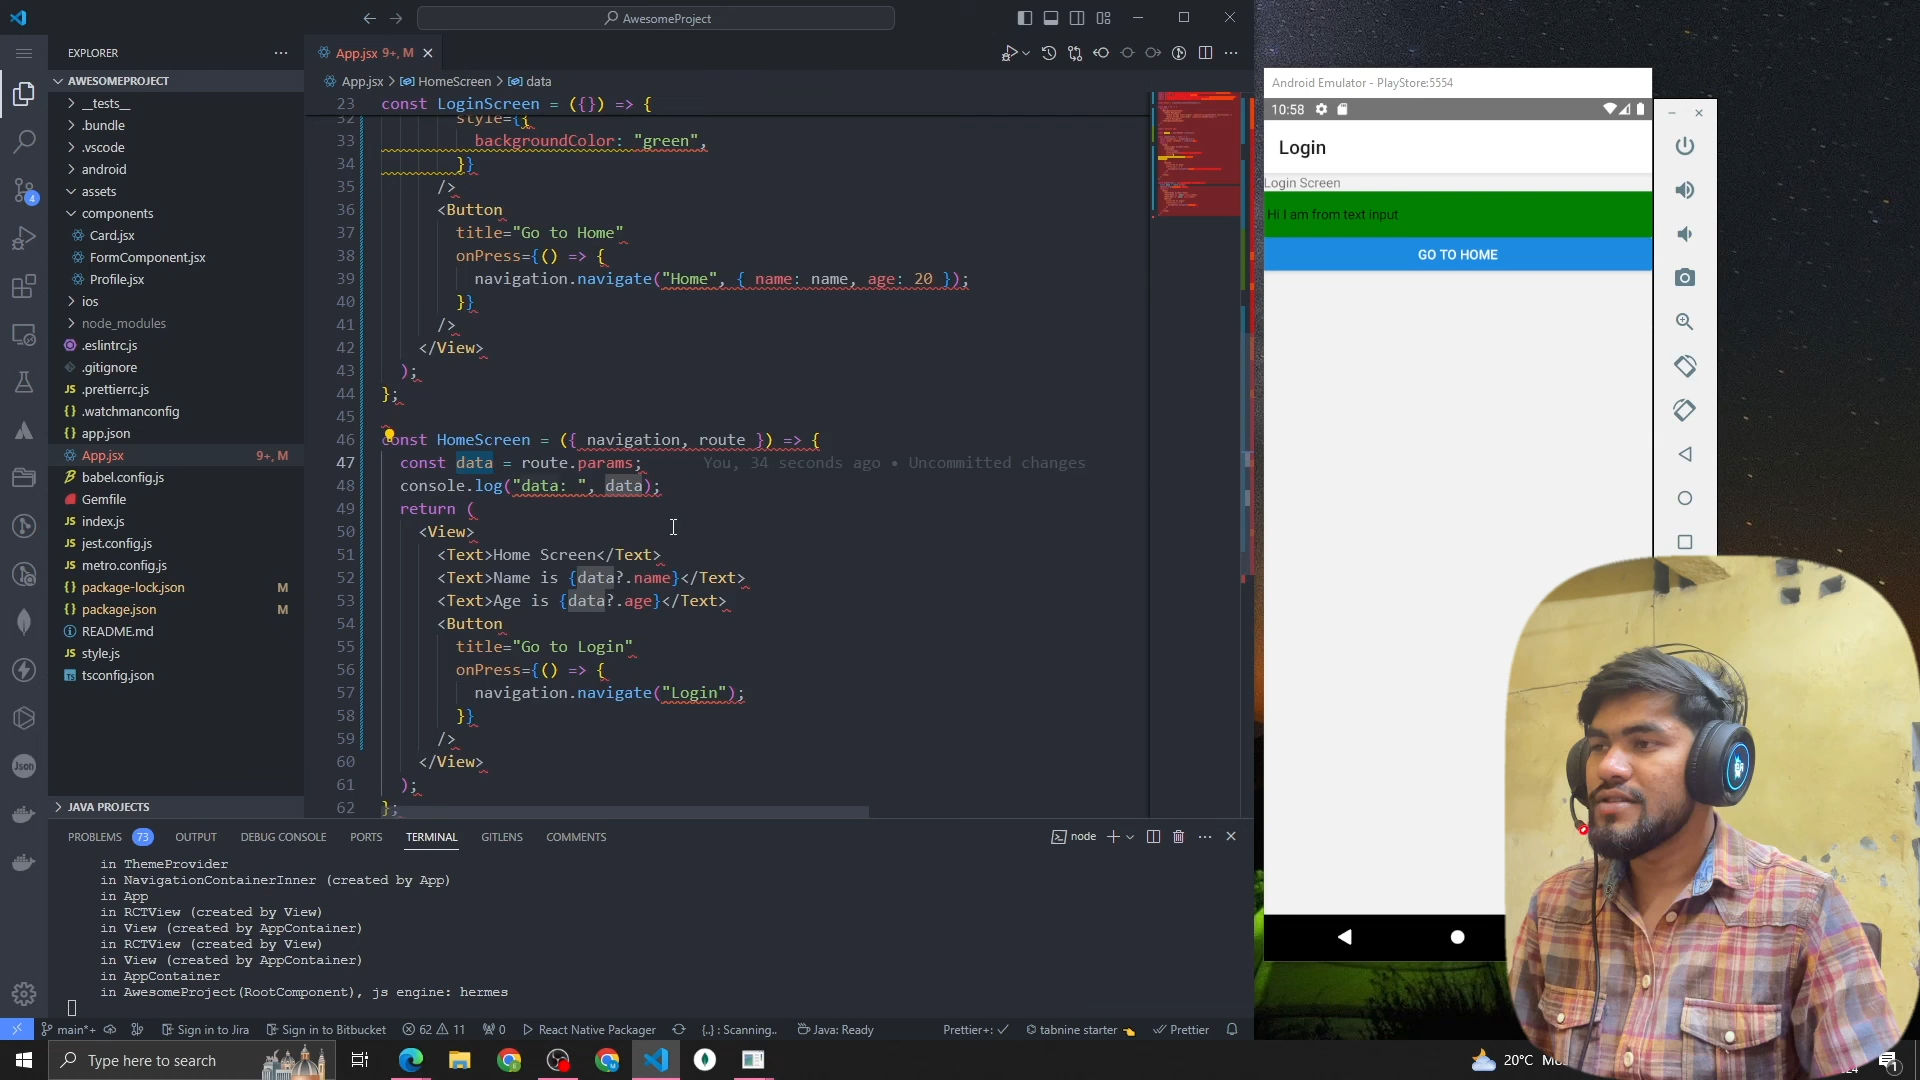 AwesomeProject
EXPLORER
AWESOMEPROJECT
__tests__
.bundle
.vscode
android
assets
components
Card.jsx
FormComponent.jsx
Profile.jsx
ios
node_modules
.eslintrc.js
.gitignore
JS .prettierrc.js
{} .watchmanconfig
{} app.json
App.jsx 9+, M
babel.config.js
Gemfile
JS index.js
JS jest.config.js
JS metro.config.js
{} package-lock.json M
{} package.json M
README.md
JS style.js
TS tsconfig.json
JAVA PROJECTS
4
Json
App.jsx 9+, M
App.jsx > HomeScreen > data
23 const LoginScreen = ({}) => {
32 style={{
33 backgroundColor: "green",
34 }}
35 />
36 <Button
37 title="Go to Home"
38 onPress={() => {
39 navigation.navigate("Home", { name: name, age: 20 });
40 }}
41 />
42 </View>
43 );
44 };
45
46 const HomeScreen = ({ navigation, route }) => {
47 const data = route.params; You, 34 seconds ago • Uncommitted changes
48 console.log("data: ", data);
49 return (
50 <View>
51 <Text>Home Screen</Text>
52 <Text>Name is {data?.name}</Text>
53 <Text>Age is {data?.age}</Text>
54 <Button
55 title="Go to Login"
56 onPress={() => {
57 navigation.navigate("Login");
58 }}
59 />
60 </View>
61 );
62 };
PROBLEMS 73 OUTPUT DEBUG CONSOLE PORTS TERMINAL GITLENS COMMENTS
node
in ThemeProvider
in NavigationContainerInner (created by App)
in App
in RCTView (created by View)
in View (created by AppContainer)
in RCTView (created by View)
in View (created by AppContainer)
in AppContainer
in AwesomeProject(RootComponent), js engine: hermes
main*+ Sign in to Jira Sign in to Bitbucket 62 11 0 React Native Packager {..} : Scanning.. Java: Ready Prettier+: ✓ tabnine starter Prettier
Type here to search
20°C
1
Android Emulator - PlayStore:5554
10:58
Login
Login Screen
Hi I am from text input
GO TO HOME